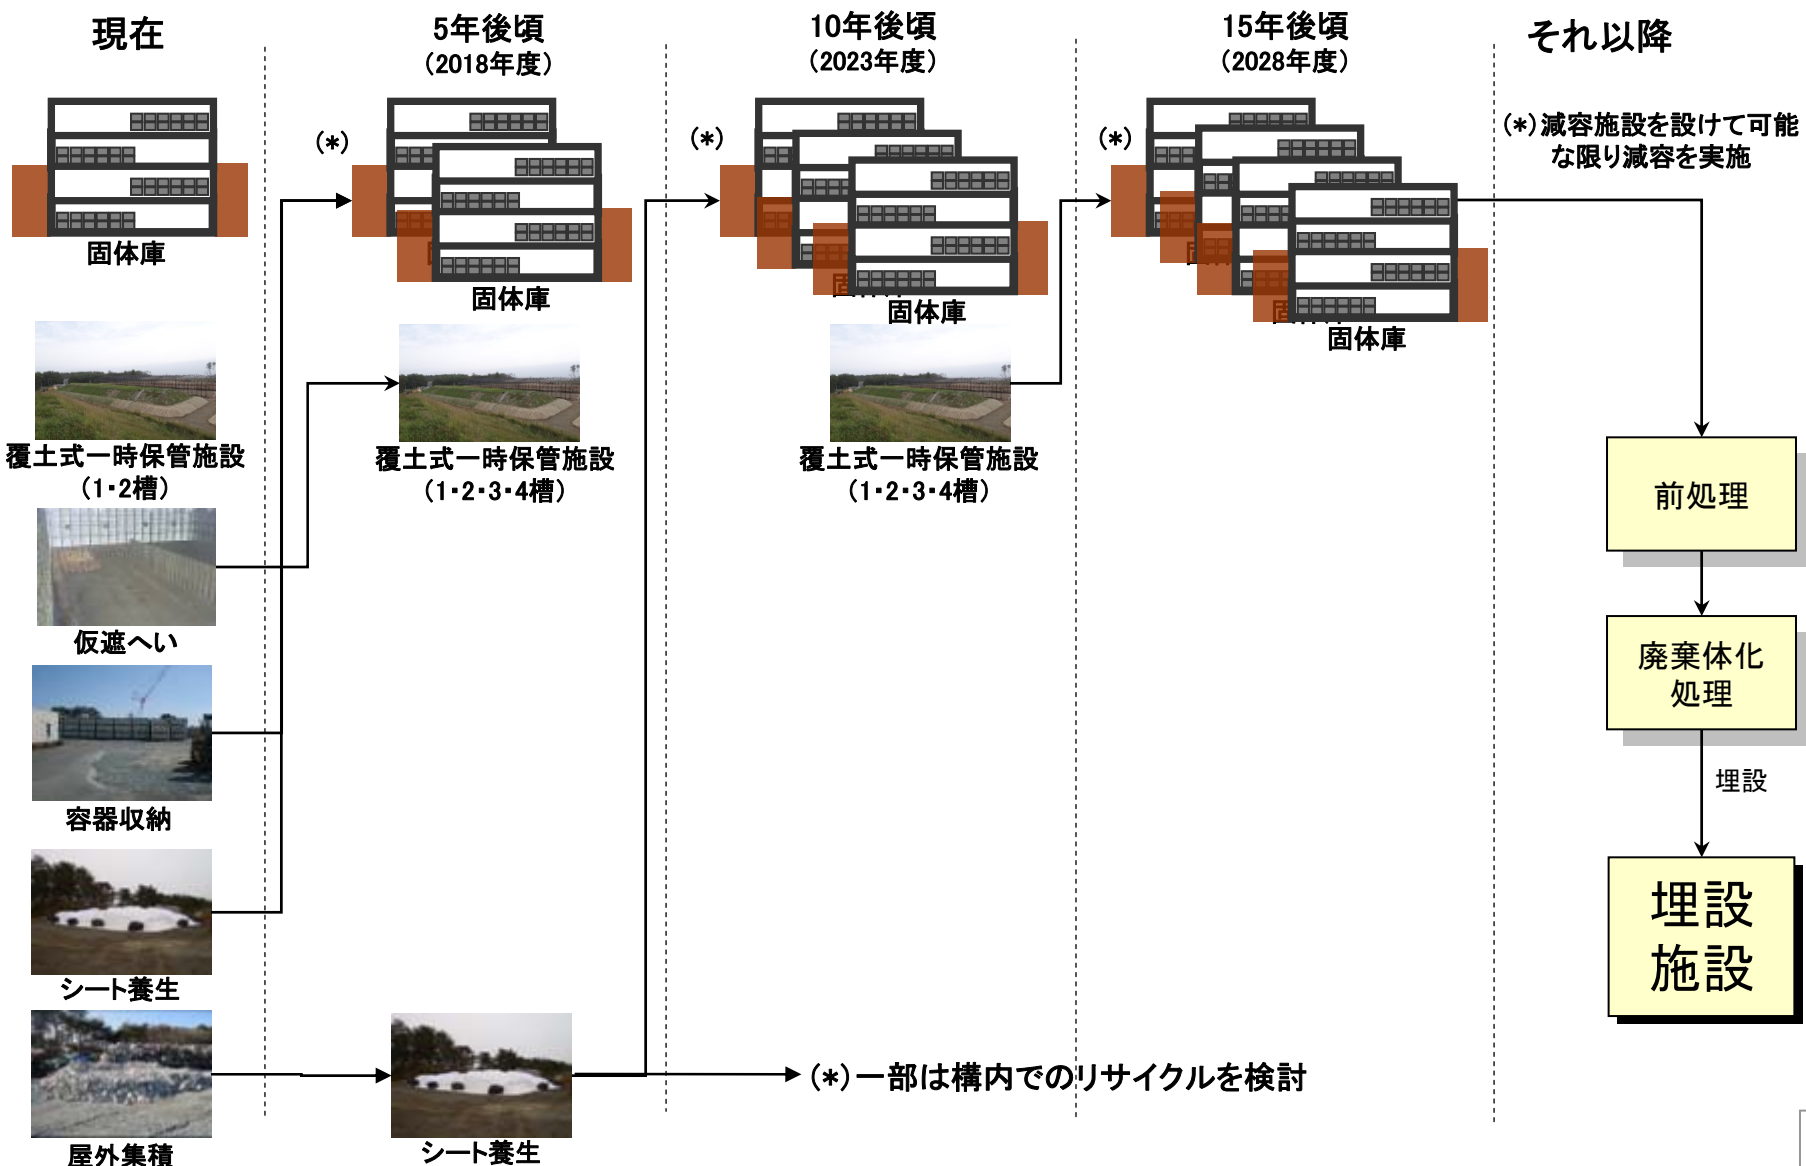 現在
5年後頃
(2018年度)
10年後頃
(2023年度)
15年後頃
(2028年度)
それ以降
(*)
(*)
(*)
(*)減容施設を設けて可能
な限り減容を実施
固体庫
固体庫
固体庫
固体庫
覆土式一時保管施設
(1・2槽)
覆土式一時保管施設
(1・2・3・4槽)
覆土式一時保管施設
(1・2・3・4槽)
前処理
仮遮へい
廃棄体化
処理
埋設
容器収納
埋設
施設
シート養生
(*)一部は構内でのリサイクルを検討
屋外集積
シート養生